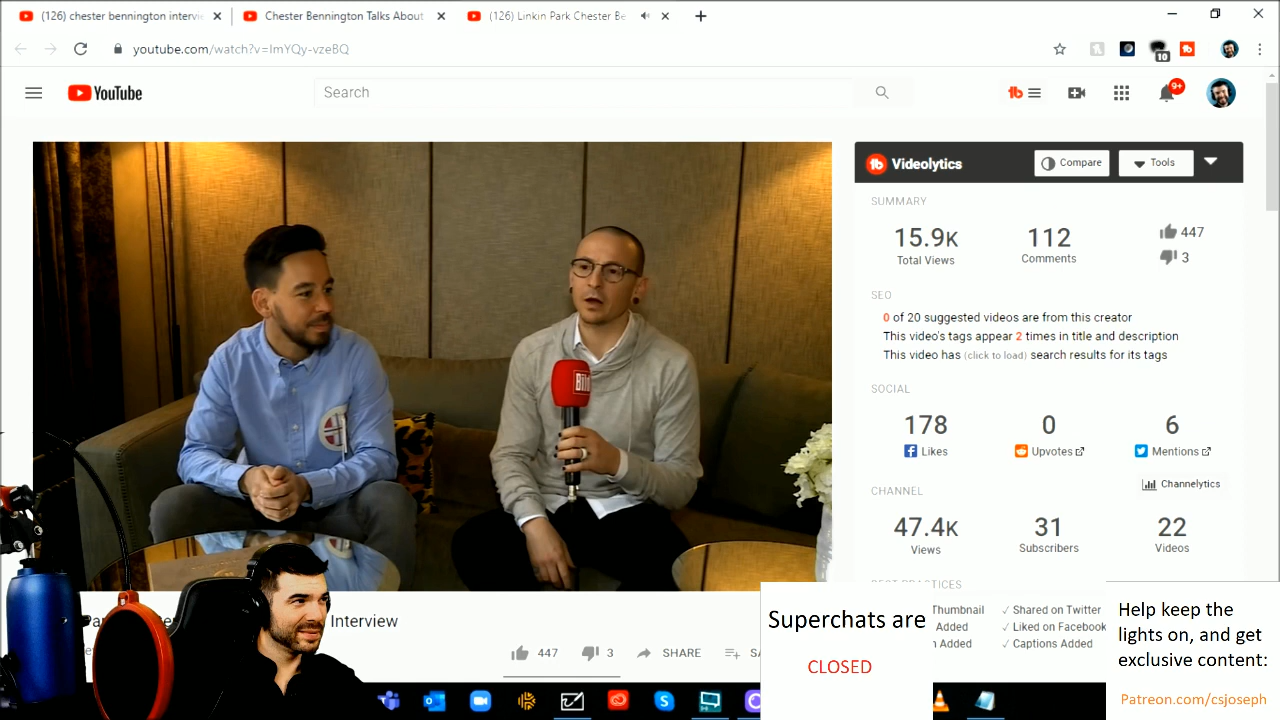 (126) chester bennington intervie
Chester Bennington Talks About
(126) Linkin Park Chester Be
youtube.com/watch?v=ImYQy-vzeBQ
10
YouTube
Search
9+
Videolytics
Compare
Tools
SUMMARY
15.9K
Total Views
112
Comments
447
3
SEO
0 of 20 suggested videos are from this creator
This video's tags appear 2 times in title and description
This video has (click to load) search results for its tags
SOCIAL
178
Likes
0
Upvotes
6
Mentions
Channelytics
CHANNEL
47.4K
Views
31
Subscribers
22
Videos
Bild
Interview
447
3
SHARE
Thumbnail
Added
Added
✓ Shared on Twitter
✓ Liked on Facebook
✓ Captions Added
Superchats are
CLOSED
Help keep the
lights on, and get
exclusive content:
Patreon.com/csjoseph